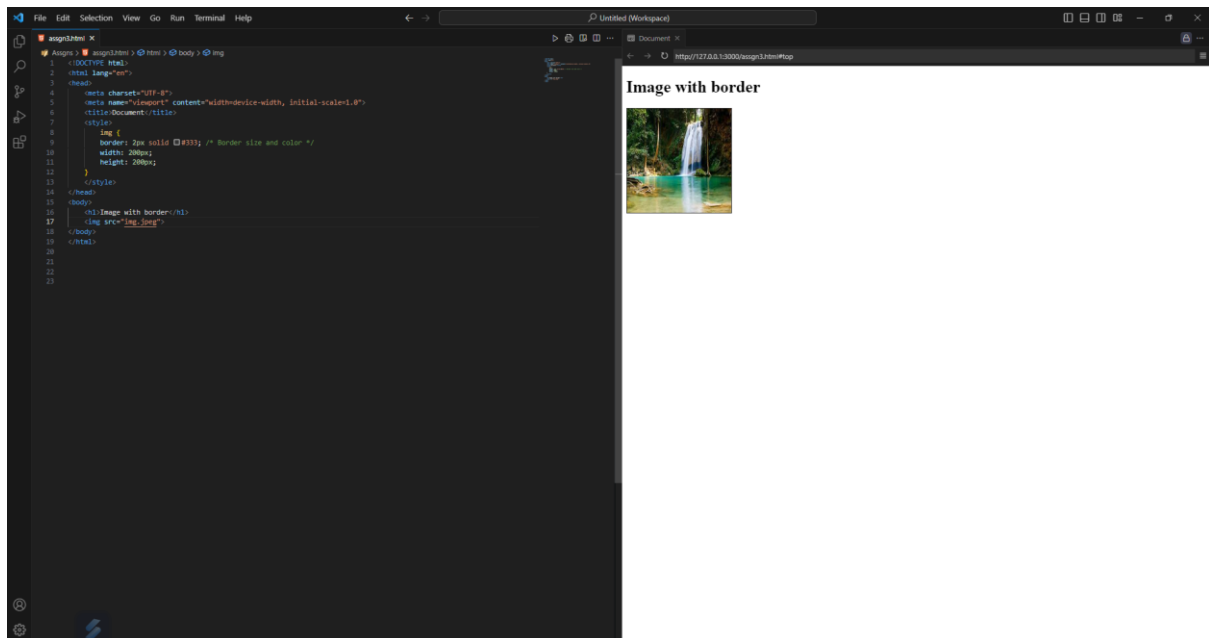 File Edit Selection View Go Run Terminal Help
Untitled (Workspace)
assgn3.html
Assgns > assgn3.html > html > body > img
1 <!DOCTYPE html>
2 <html lang="en">
3 <head>
4 <meta charset="UTF-8">
5 <meta name="viewport" content="width=device-width, initial-scale=1.0">
6 <title>Document</title>
7 <style>
8 img {
9 border: 2px solid #333; /* Border size and color */
10 width: 200px;
11 height: 200px;
12 }
13 </style>
14 </head>
15 <body>
16 <h1>Image with border</h1>
17 <img src="img.jpeg">
18 </body>
19 </html>
20
21
22
23
Document
http://127.0.0.1:3000/assgn3.html#top
Image with border